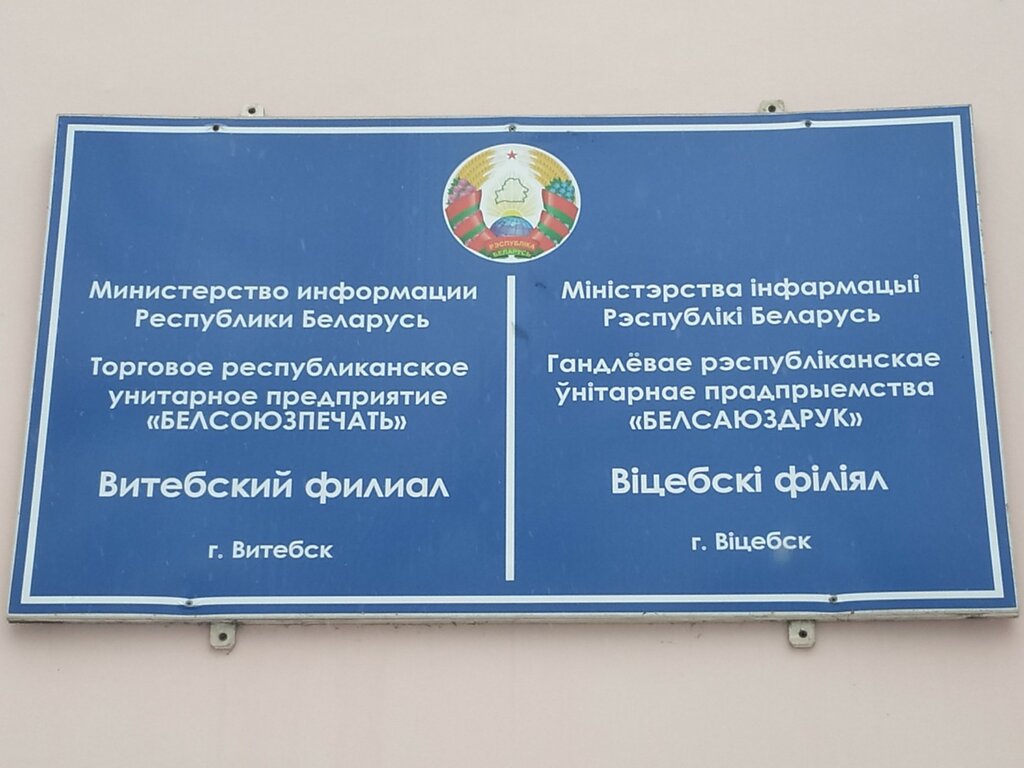 РЭСПУБЛІКА
БЕЛАРУСЬ
Министерство информации
Республики Беларусь
Торговое республиканское
унитарное предприятие
«БЕЛСОЮЗПЕЧАТЬ»
Витебский филиал
г. Витебск
Міністэрства інфармацыі
Рэспублікі Беларусь
Гандлёвае рэспубліканскае
ўнітарнае прадпрыемства
«БЕЛСАЮЗДРУК»
Віцебскі філіял
г. Віцебск